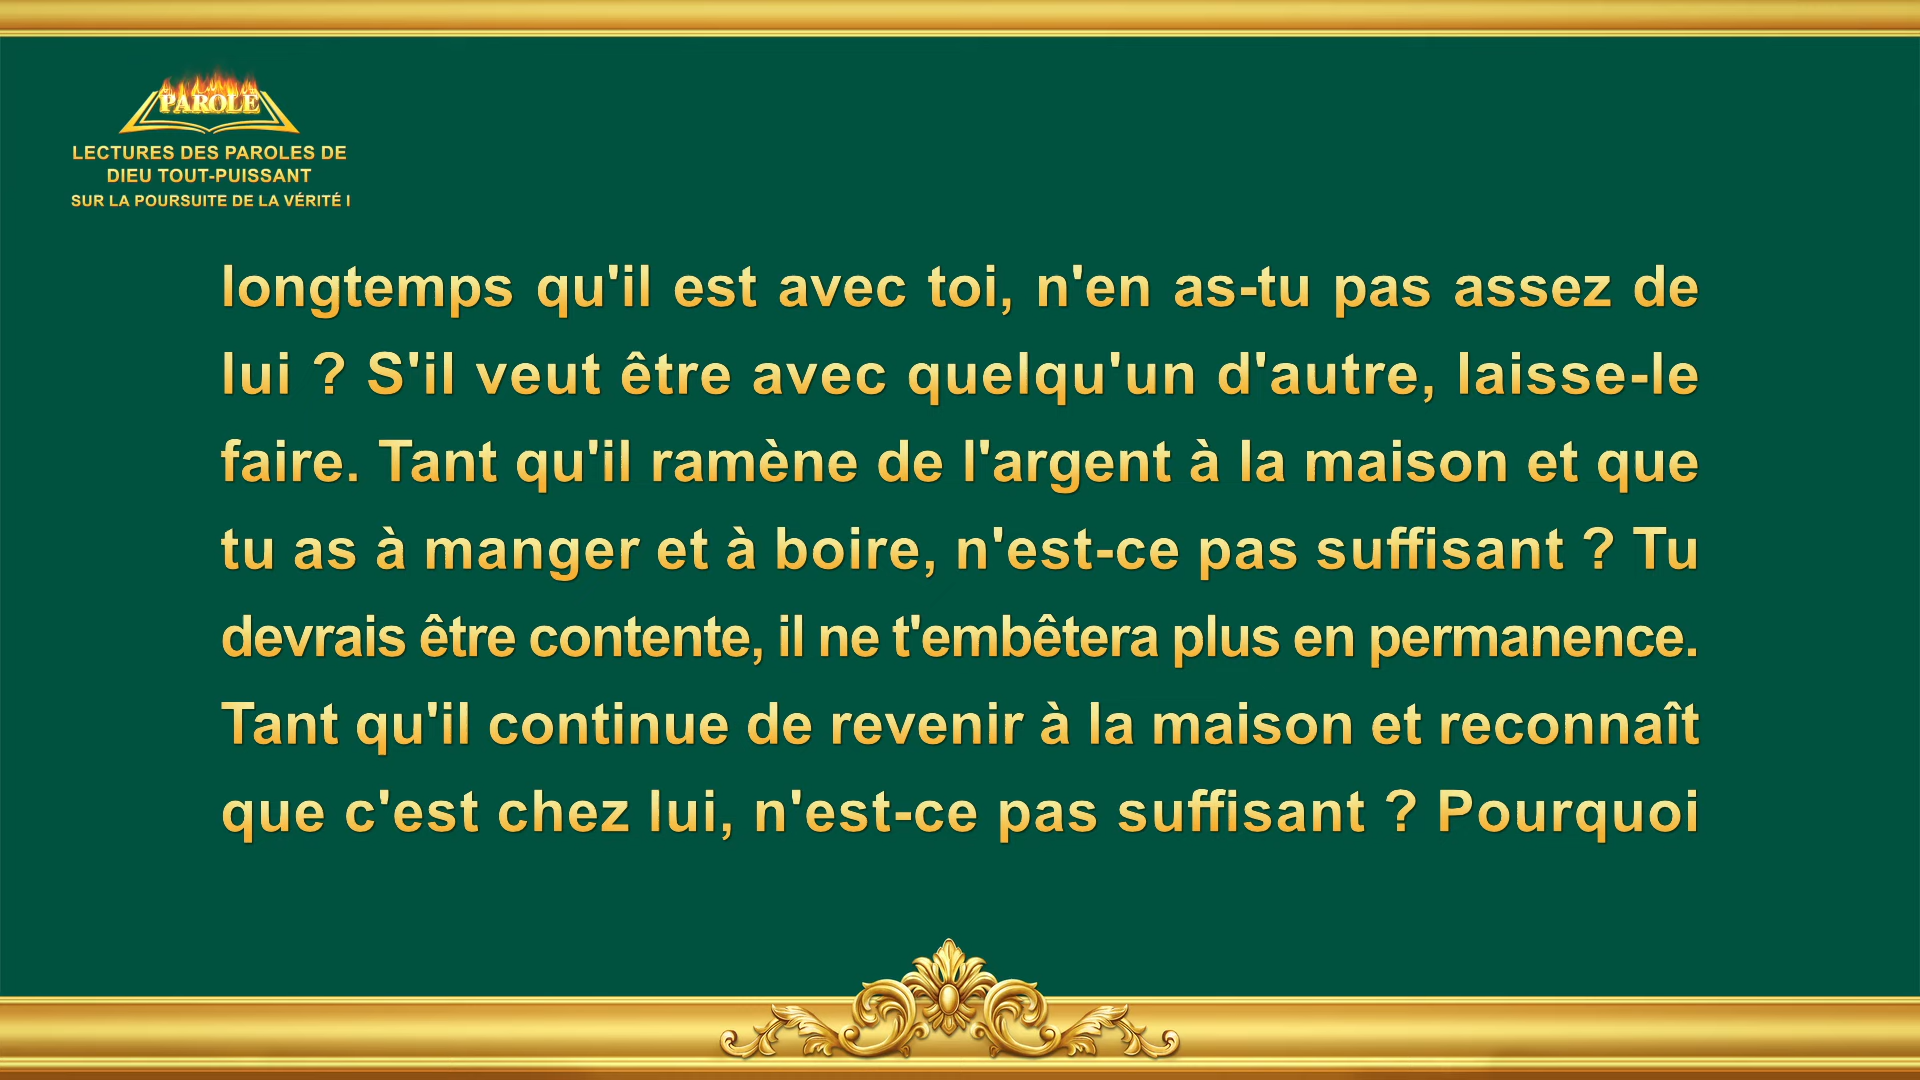 PAROLE
LECTURES DES PAROLES DE
DIEU TOUT-PUISSANT
SUR LA POURSUITE DE LA VÉRITÉ I
longtemps qu'il est avec toi, n'en as-tu pas assez de
lui ? S'il veut être avec quelqu'un d'autre, laisse-le
faire. Tant qu'il ramène de l'argent à la maison et que
tu as à manger et à boire, n'est-ce pas suffisant ? Tu
devrais être contente, il ne t'embêtera plus en permanence.
Tant qu'il continue de revenir à la maison et reconnaît
que c'est chez lui, n'est-ce pas suffisant ? Pourquoi